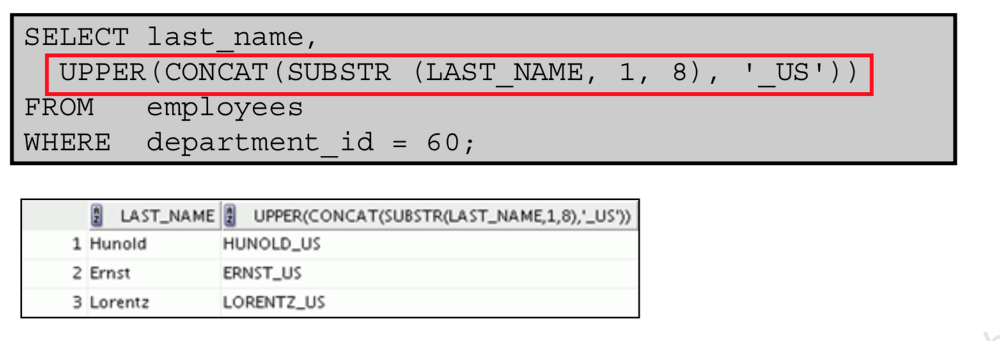 SELECT last_name,
UPPER(CONCAT(SUBSTR (LAST_NAME, 1, 8), '_US'))
FROM employees
WHERE department_id = 60;
LAST_NAME UPPER(CONCAT(SUBSTR(LAST_NAME,1,8),'_US'))
1 Hunold HUNOLD_US
2 Ernst ERNST_US
3 Lorentz LORENTZ_US